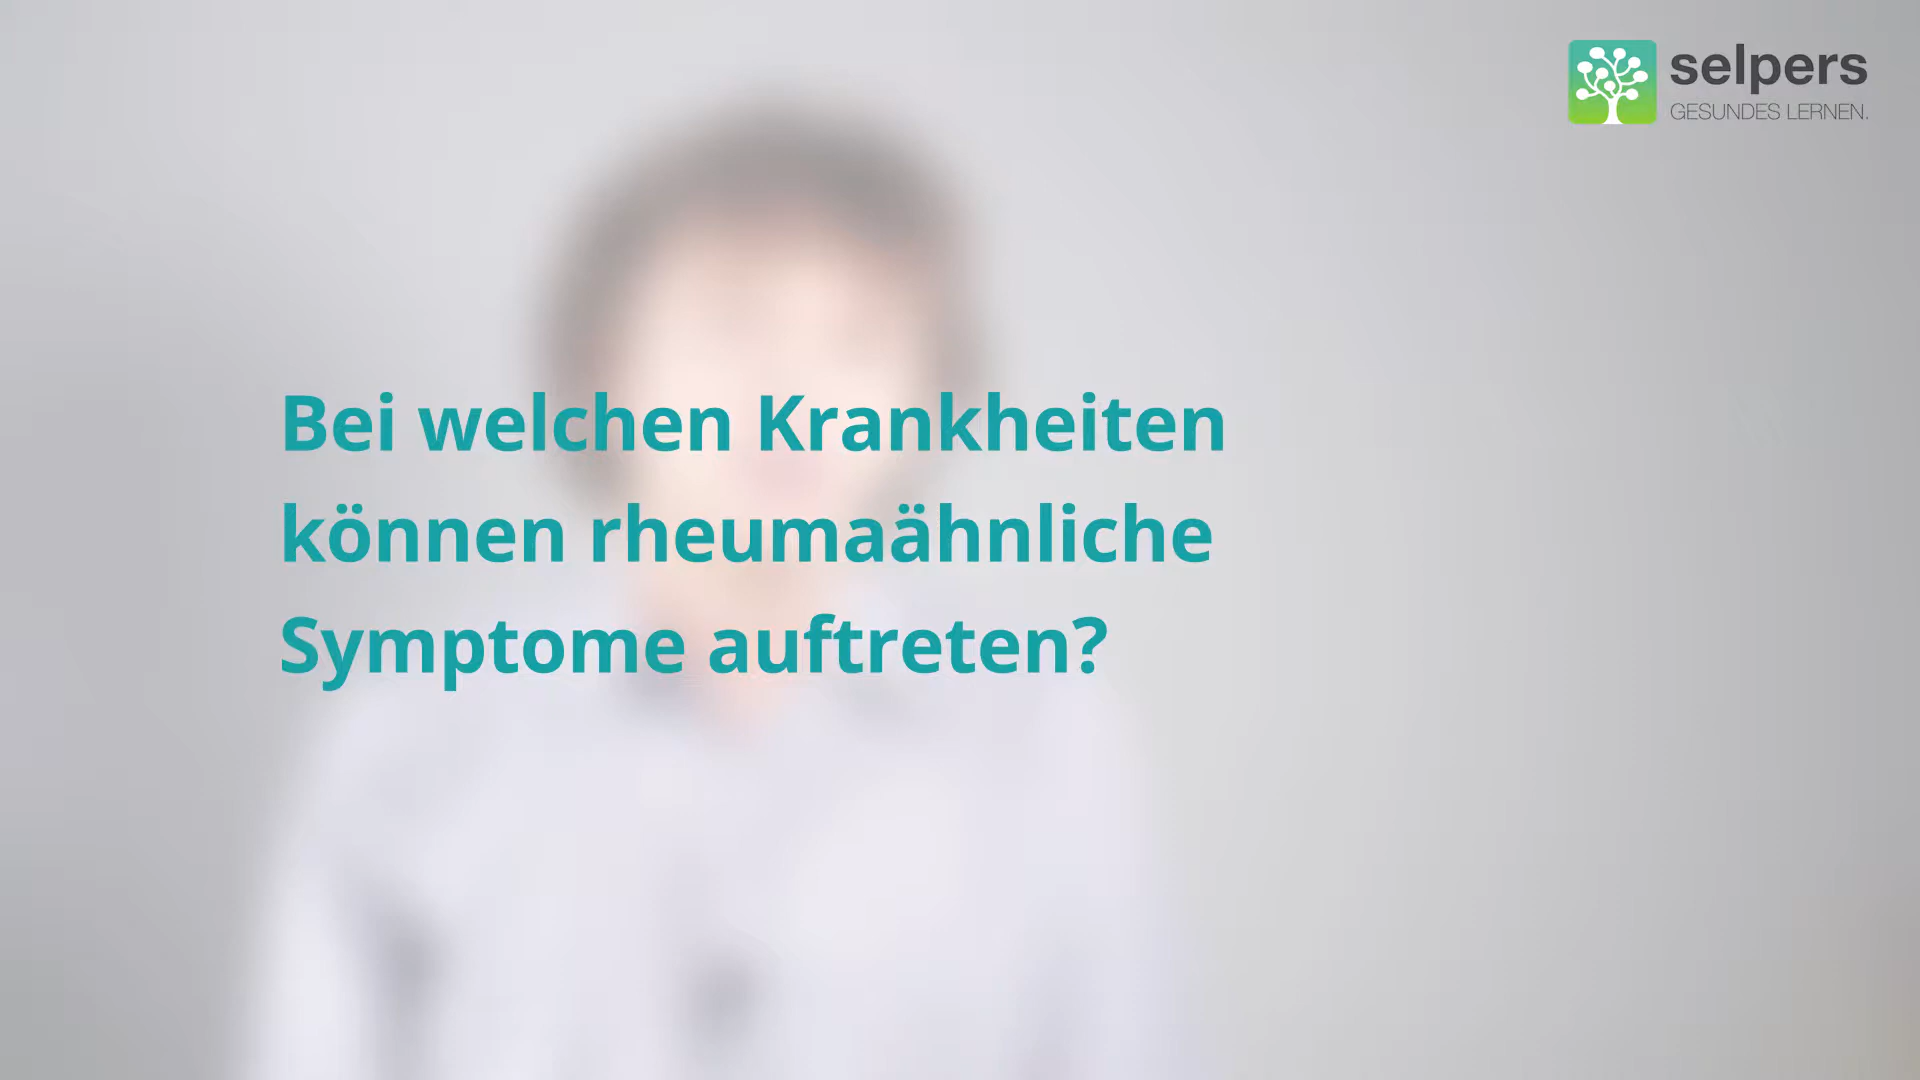 selpers
GESUNDES LERNEN.
Bei welchen Krankheiten
können rheumaähnliche
Symptome auftreten?